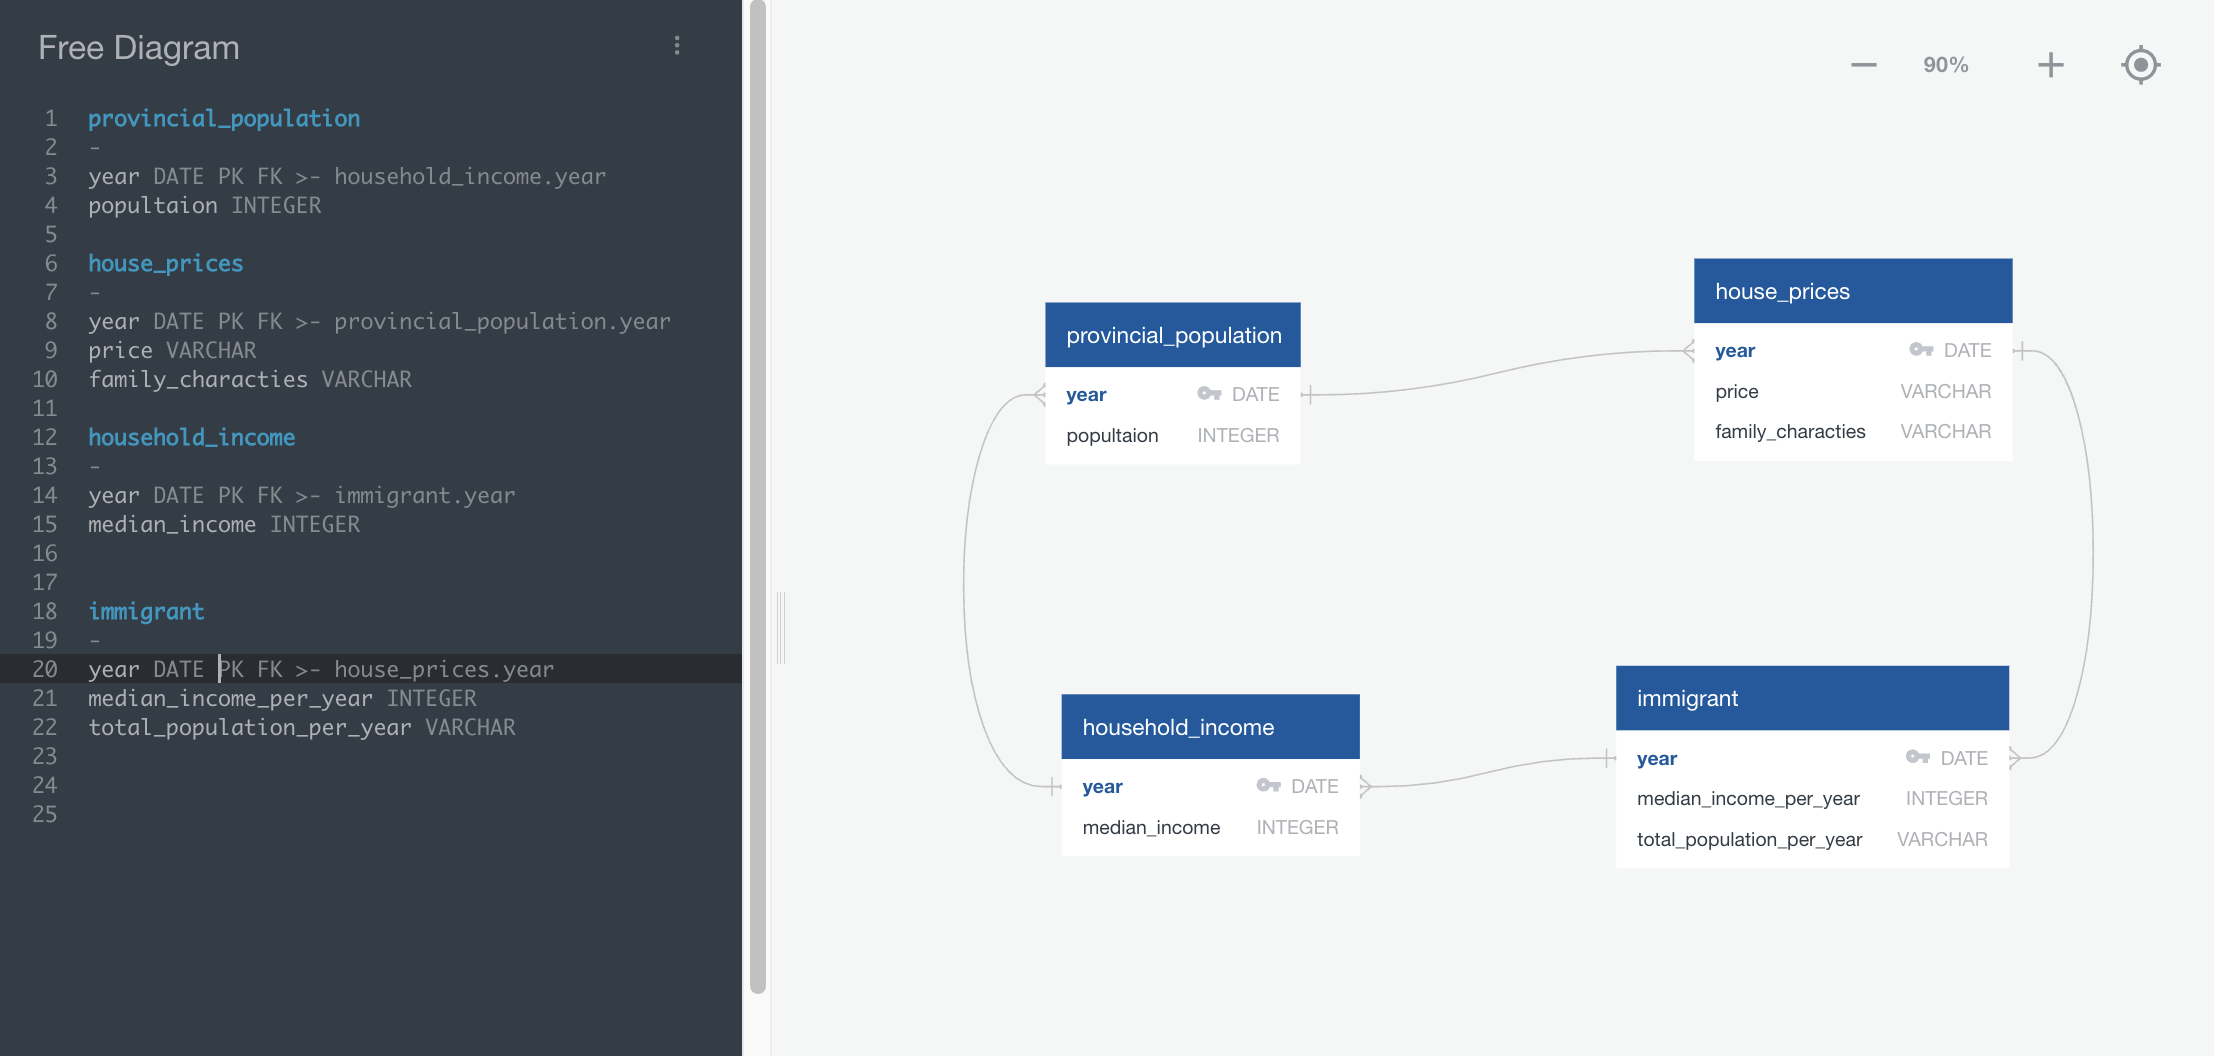 Free Diagram
1 provincial_population
2 -
3 year DATE PK FK >- household_income.year
4 popultaion INTEGER
5
6 house_prices
7 -
8 year DATE PK FK >- provincial_population.year
9 price VARCHAR
10 family_characties VARCHAR
11
12 household_income
13 -
14 year DATE PK FK >- immigrant.year
15 median_income INTEGER
16
17
18 immigrant
19 -
20 year DATE PK FK >- house_prices.year
21 median_income_per_year INTEGER
22 total_population_per_year VARCHAR
23
24
25
90%
provincial_population
year DATE
popultaion INTEGER
house_prices
year DATE
price VARCHAR
family_characties VARCHAR
household_income
year DATE
median_income INTEGER
immigrant
year DATE
median_income_per_year INTEGER
total_population_per_year VARCHAR